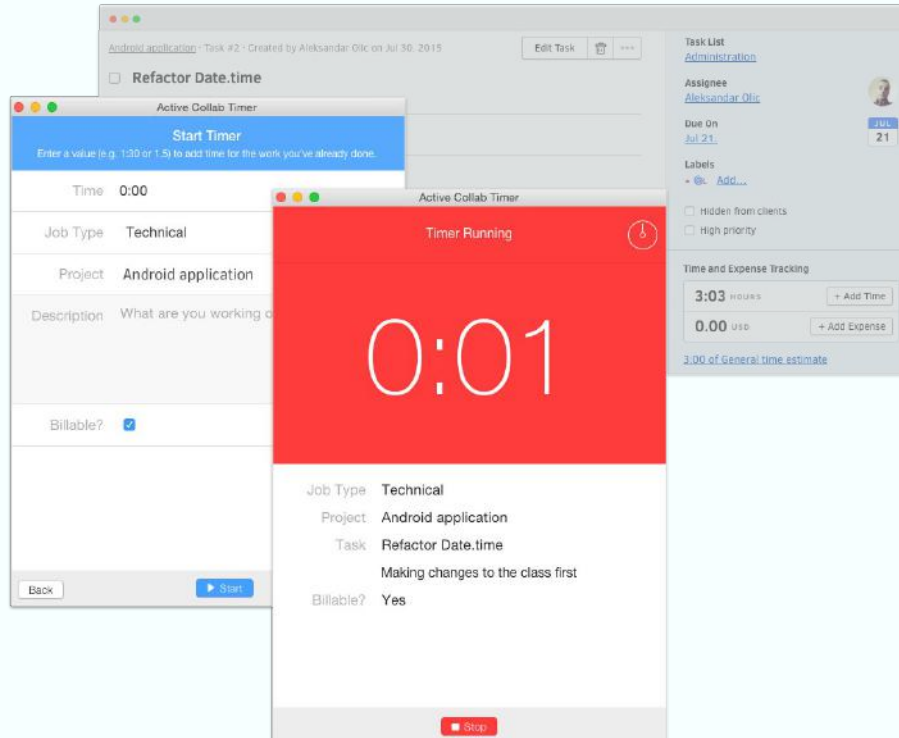 Android application · Task #2 · Created by Aleksandar Olic on Jul 30, 2015
Edit Task
Refactor Date.time
Task List
Administration
Assignee
Aleksandar Olic
Due On
Jul 21.
JUL
21
Labels
Add...
Hidden from clients
High priority
Time and Expense Tracking
3:03 HOURS
+ Add Time
0.00 USD
+ Add Expense
3:00 of General time estimate
Active Collab Timer
Start Timer
Enter a value (e.g. 1:30 or 1.5) to add time for the work you've already done.
Time 0:00
Job Type Technical
Project Android application
Description What are you working o
Billable?
Back
Start
Active Collab Timer
Timer Running
0:01
Job Type Technical
Project Android application
Task Refactor Date.time
Making changes to the class first
Billable? Yes
Stop